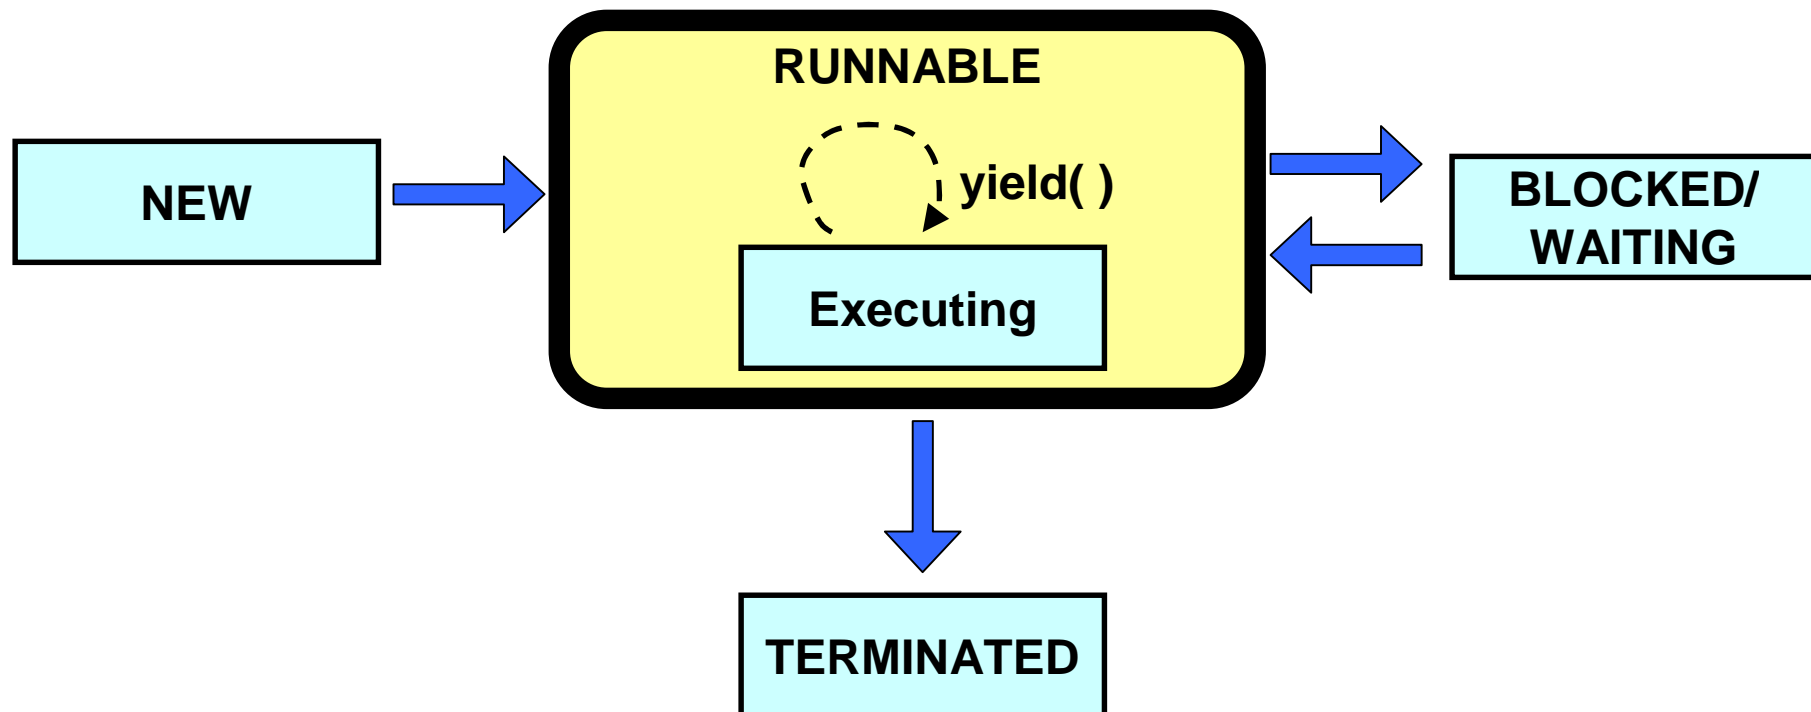 RUNNABLE
NEW
yield( )
BLOCKED/
WAITING
Executing
TERMINATED